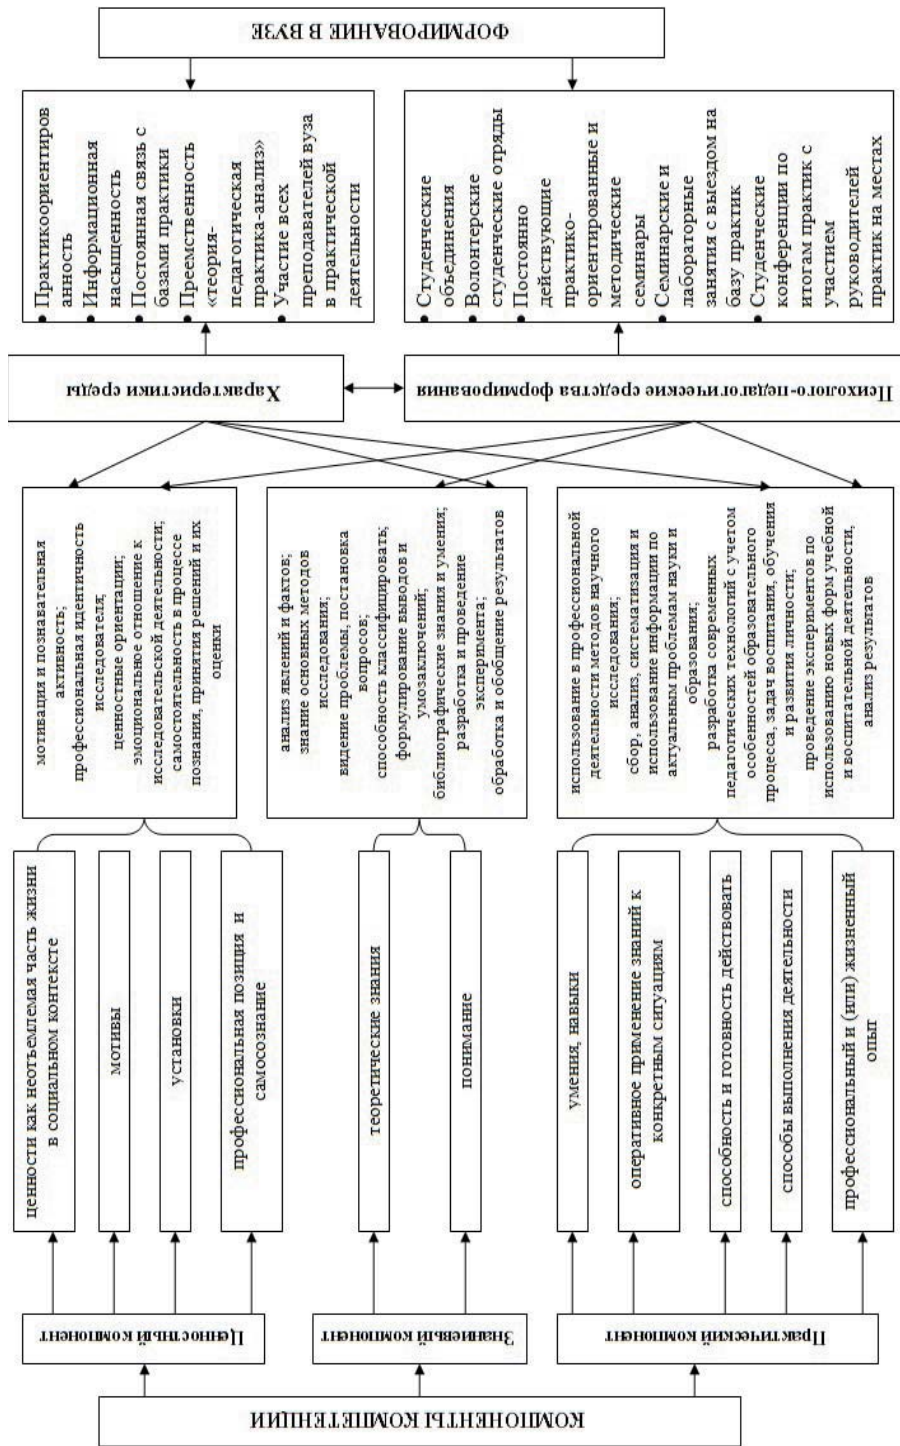 КОМПОНЕНТЫ КОМПЕТЕНЦИИ
Ценностный компонент
ценности как неотъемлемая часть жизни
в социальном контексте
мотивы
установки
профессиональная позиция и
самосознание
мотивация и познавательная
активность;
профессиональная идентичность
исследователя;
ценностные ориентации;
эмоциональное отношение к
исследовательской деятельности;
самостоятельность в процессе
познания, принятия решений и их
оценки
Знаниевый компонент
теоретические знания
понимание
анализ явлений и фактов;
знание основных методов
исследования;
видение проблемы, постановка
вопросов;
способность классифицировать;
формулирование выводов и
умозаключений;
библиографические знания и умения;
разработка и проведение
эксперимента;
обработка и обобщение результатов
Практический компонент
умения, навыки
оперативное применение знаний к
конкретным ситуациям
способность и готовность действовать
способы выполнения деятельности
профессиональный и (или) жизненный
опыт
использование в профессиональной
деятельности методов научного
исследования;
сбор, анализ, систематизация и
использование информации по
актуальным проблемам науки и
образования;
разработка современных
педагогических технологий с учетом
особенностей образовательного
процесса, задач воспитания, обучения
и развития личности;
проведение экспериментов по
использованию новых форм учебной
и воспитательной деятельности,
анализ результатов
Характеристики среды
• Практикоориентиров
анность
• Информационная
насыщенность
• Постоянная связь с
базами практики
• Преемственность
«теория-
педагогическая
практика-анализ»
• Участие всех
преподавателей вуза
в практической
деятельности
Психолого-педагогические средства формирования
• Студенческие
объединения
• Волонтерские
студенческие отряды
• Постоянно
действующие
практико-
ориентированные и
методические
семинары
• Семинарские и
лабораторные
занятия с выездом на
базу практик
• Студенческие
конференции по
итогам практик с
участием
руководителей
практик на местах
ФОРМИРОВАНИЕ В ВУЗЕ